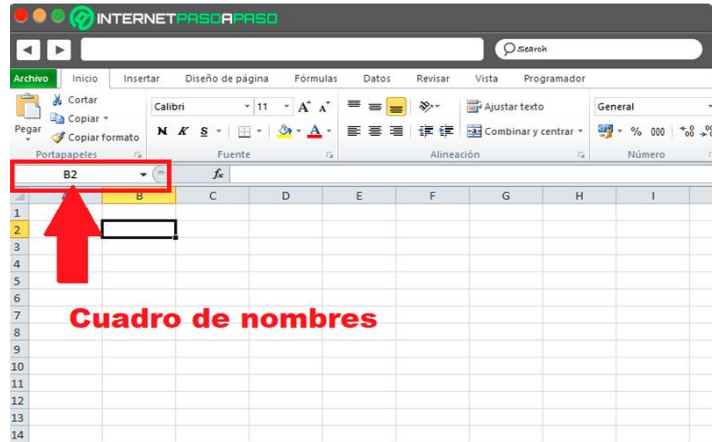 INTERNETPASOAPASO
Search
Archivo Inicio Insertar Diseño de página Fórmulas Datos Revisar Vista Programador
Cortar
Copiar
Copiar formato
Pegar
Calibri 11 A A
N K S A
Ajustar texto
Combinar y centrar
General
% 000
Portapapeles Fuente Alineación Número
B2 fx
A B C D E F G H I
1
2
3
4
5
6
7
8
9
10
11
12
13
14
Cuadro de nombres